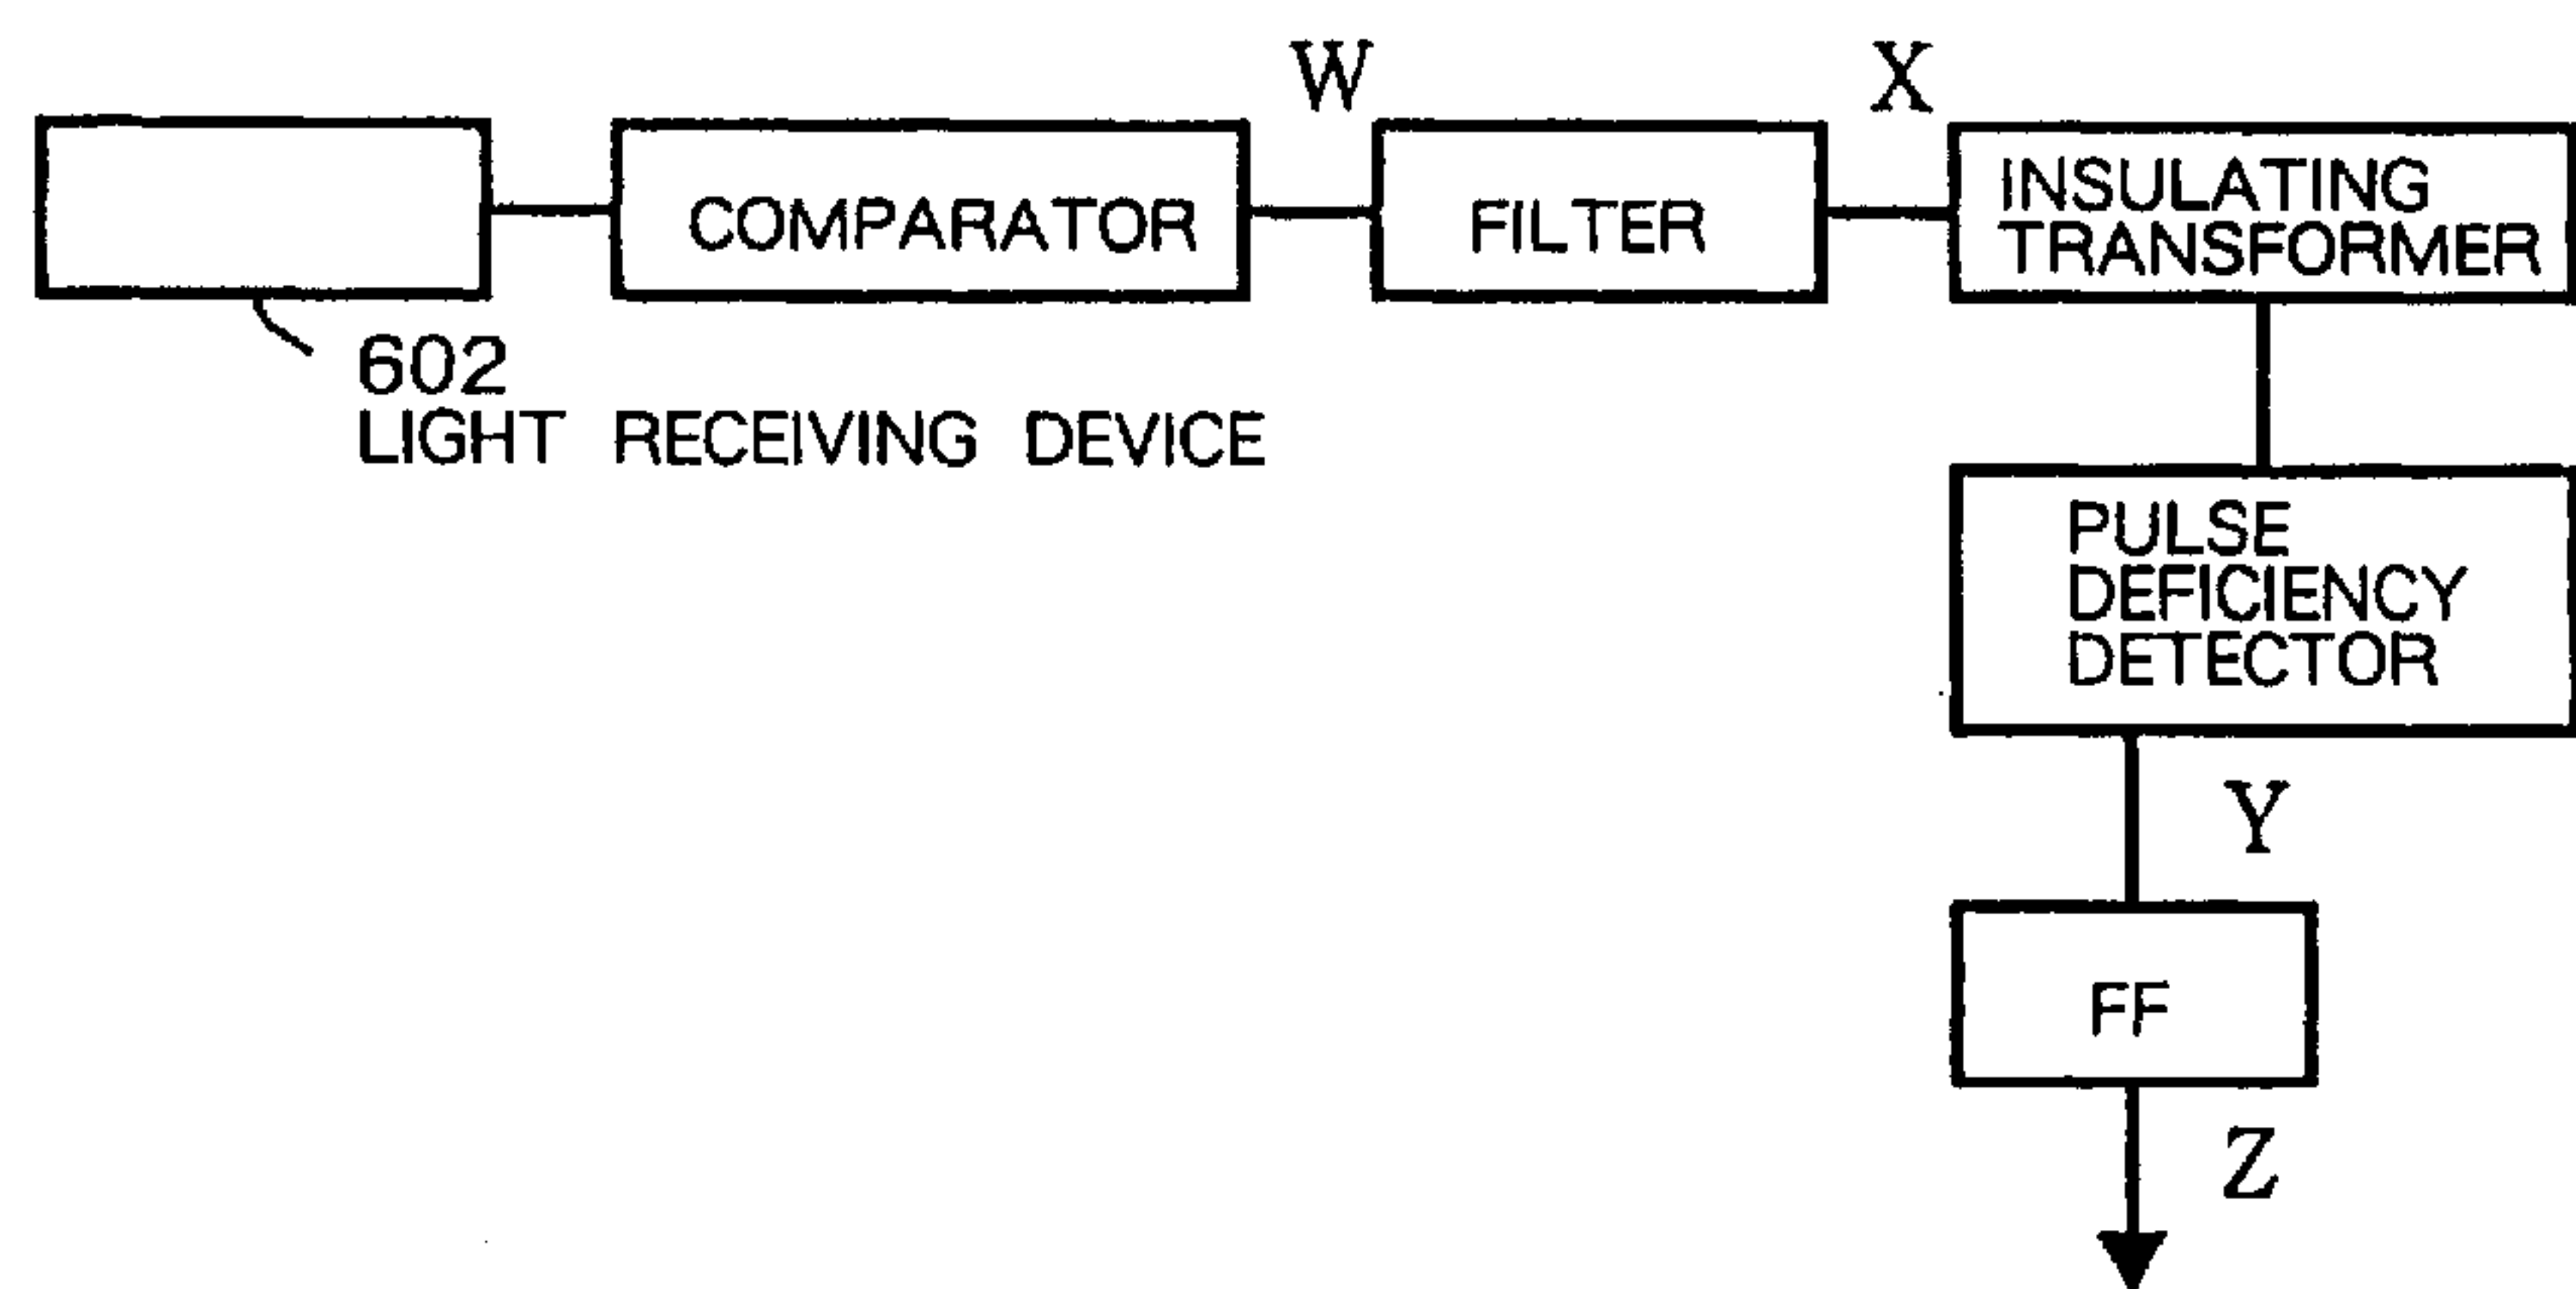 W
X
COMPARATOR
FILTER
INSULATING
TRANSFORMER
602
LIGHT RECEIVING DEVICE
PULSE
DEFICIENCY
DETECTOR
Y
FF
Z